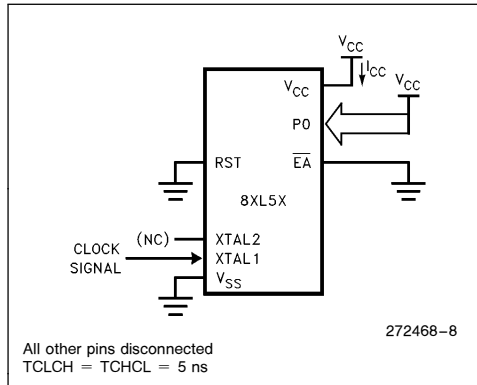 V_CC
I_CC
V_CC
V_CC
P0
RST
E̅A̅
8XL5X
(NC)
XTAL2
CLOCK
SIGNAL
XTAL1
V_SS
272468-8
All other pins disconnected
TCLCH = TCHCL = 5 ns